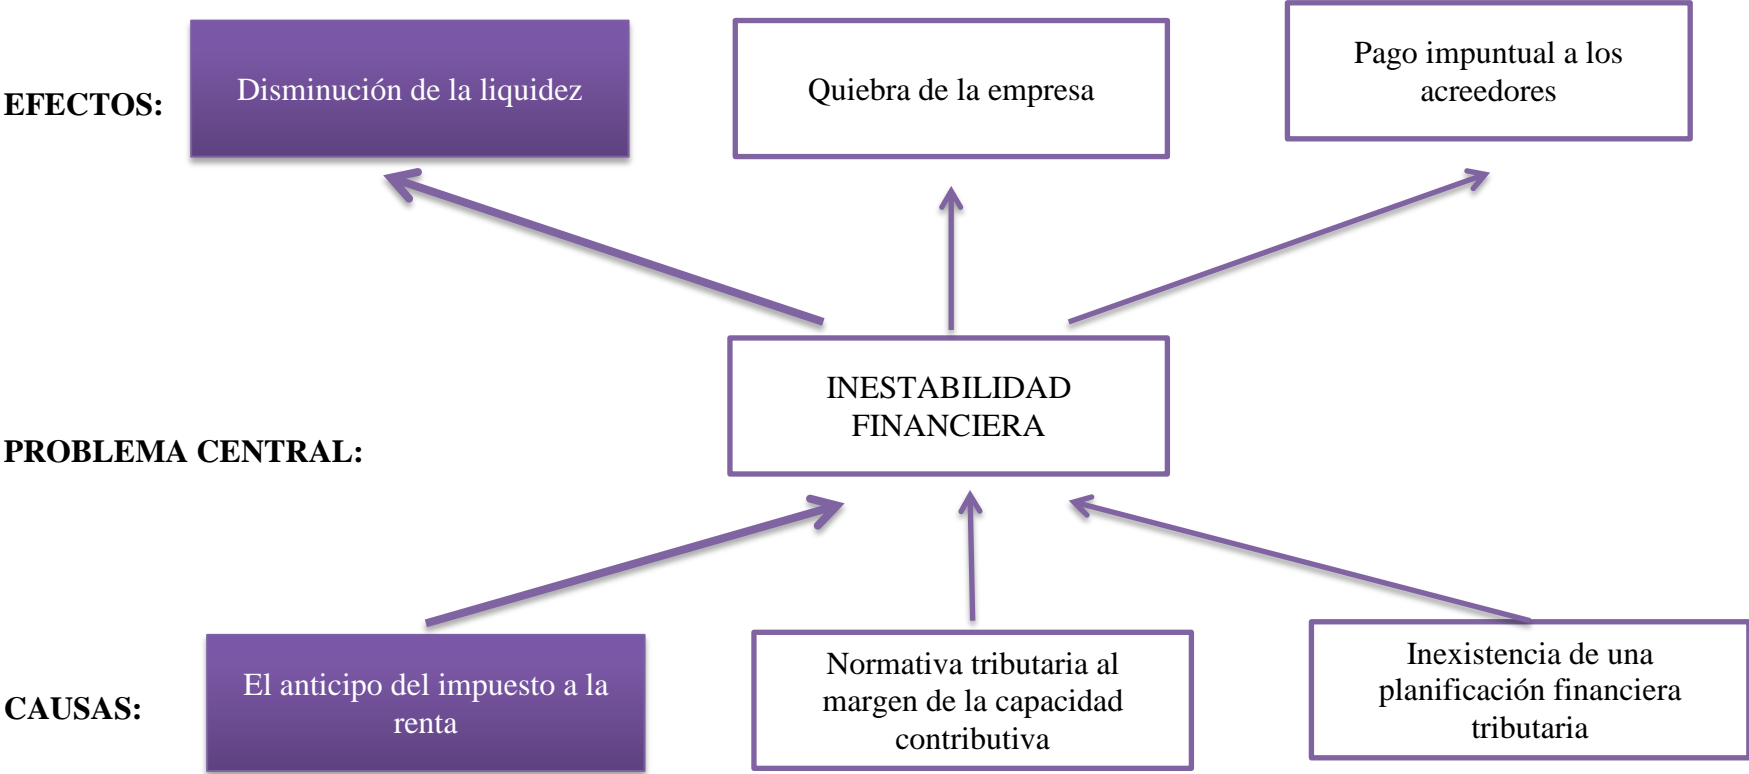 EFECTOS:
Disminución de la liquidez
Quiebra de la empresa
Pago impuntual a los
acreedores
PROBLEMA CENTRAL:
INESTABILIDAD
FINANCIERA
CAUSAS:
El anticipo del impuesto a la
renta
Normativa tributaria al
margen de la capacidad
contributiva
Inexistencia de una
planificación financiera
tributaria